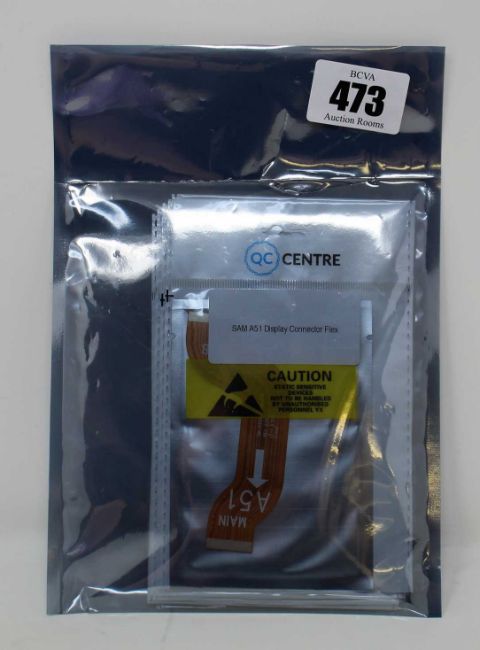 BCVA
473
Auction Rooms
QC CENTRE
SAM A51 Display Connector Flex
CAUTION
STATIC SENSITIVE
DEVICES
NOT TO BE HANDLED
BY UNAUTHORISED
PERSONNEL YX
A51
MAIN